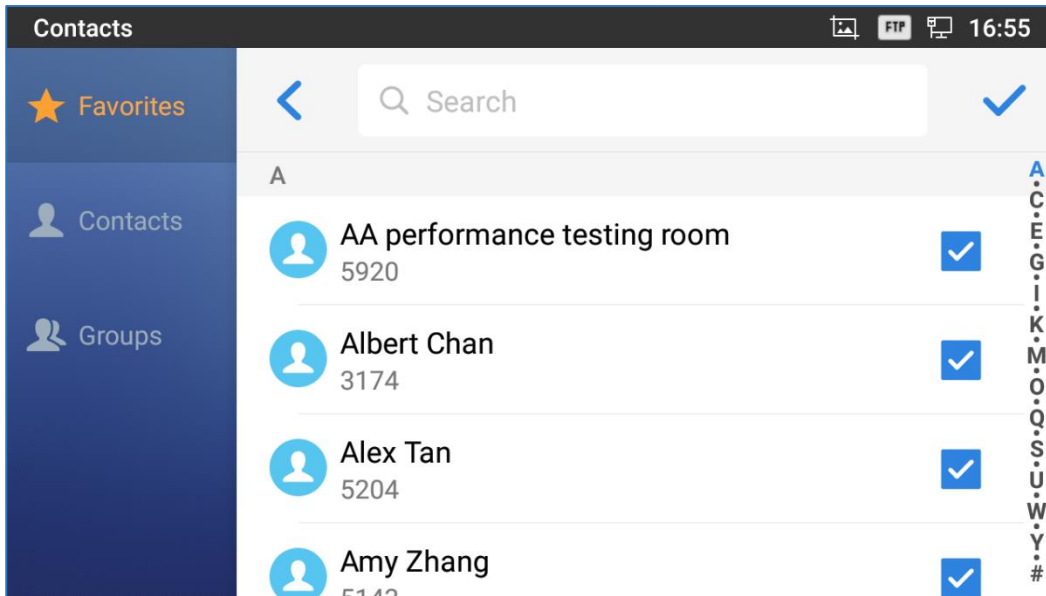 Contacts
FTP
16:55
Favorites
Contacts
Groups
Search
A
AA performance testing room
5920
Albert Chan
3174
Alex Tan
5204
Amy Zhang
A
C
E
G
I
K
M
O
Q
S
U
W
Y
#